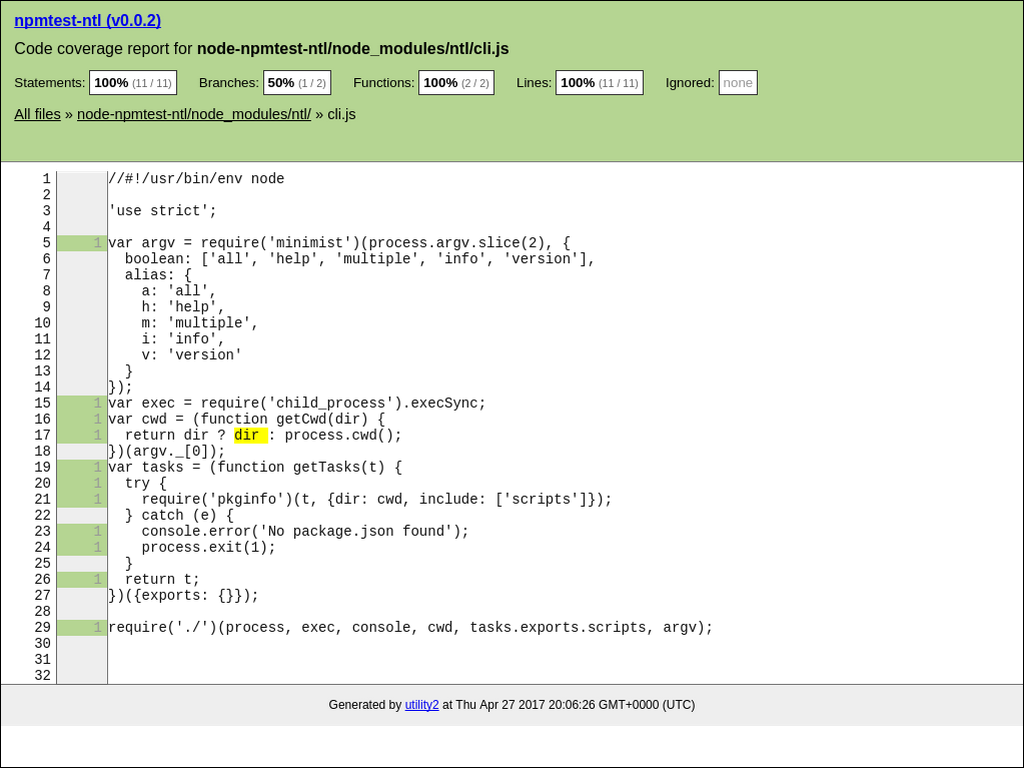 npmtest-ntl (v0.0.2)
Code coverage report for node-npmtest-ntl/node_modules/ntl/cli.js
Statements: 100% (11 / 11) Branches: 50% (1 / 2) Functions: 100% (2 / 2) Lines: 100% (11 / 11) Ignored: none
All files » node-npmtest-ntl/node_modules/ntl/ » cli.js
1 //#!/usr/bin/env node
2
3 'use strict';
4
5 1 var argv = require('minimist')(process.argv.slice(2), {
6   boolean: ['all', 'help', 'multiple', 'info', 'version'],
7   alias: {
8     a: 'all',
9     h: 'help',
10     m: 'multiple',
11     i: 'info',
12     v: 'version'
13   }
14 });
15 1 var exec = require('child_process').execSync;
16 1 var cwd = (function getCwd(dir) {
17 1   return dir ? dir : process.cwd();
18 })(argv._[0]);
19 1 var tasks = (function getTasks(t) {
20 1   try {
21 1     require('pkginfo')(t, {dir: cwd, include: ['scripts']});
22   } catch (e) {
23 1     console.error('No package.json found');
24 1     process.exit(1);
25   }
26 1   return t;
27 })({exports: {}});
28
29 1 require('./')(process, exec, console, cwd, tasks.exports.scripts, argv);
30
31
32
Generated by utility2 at Thu Apr 27 2017 20:06:26 GMT+0000 (UTC)